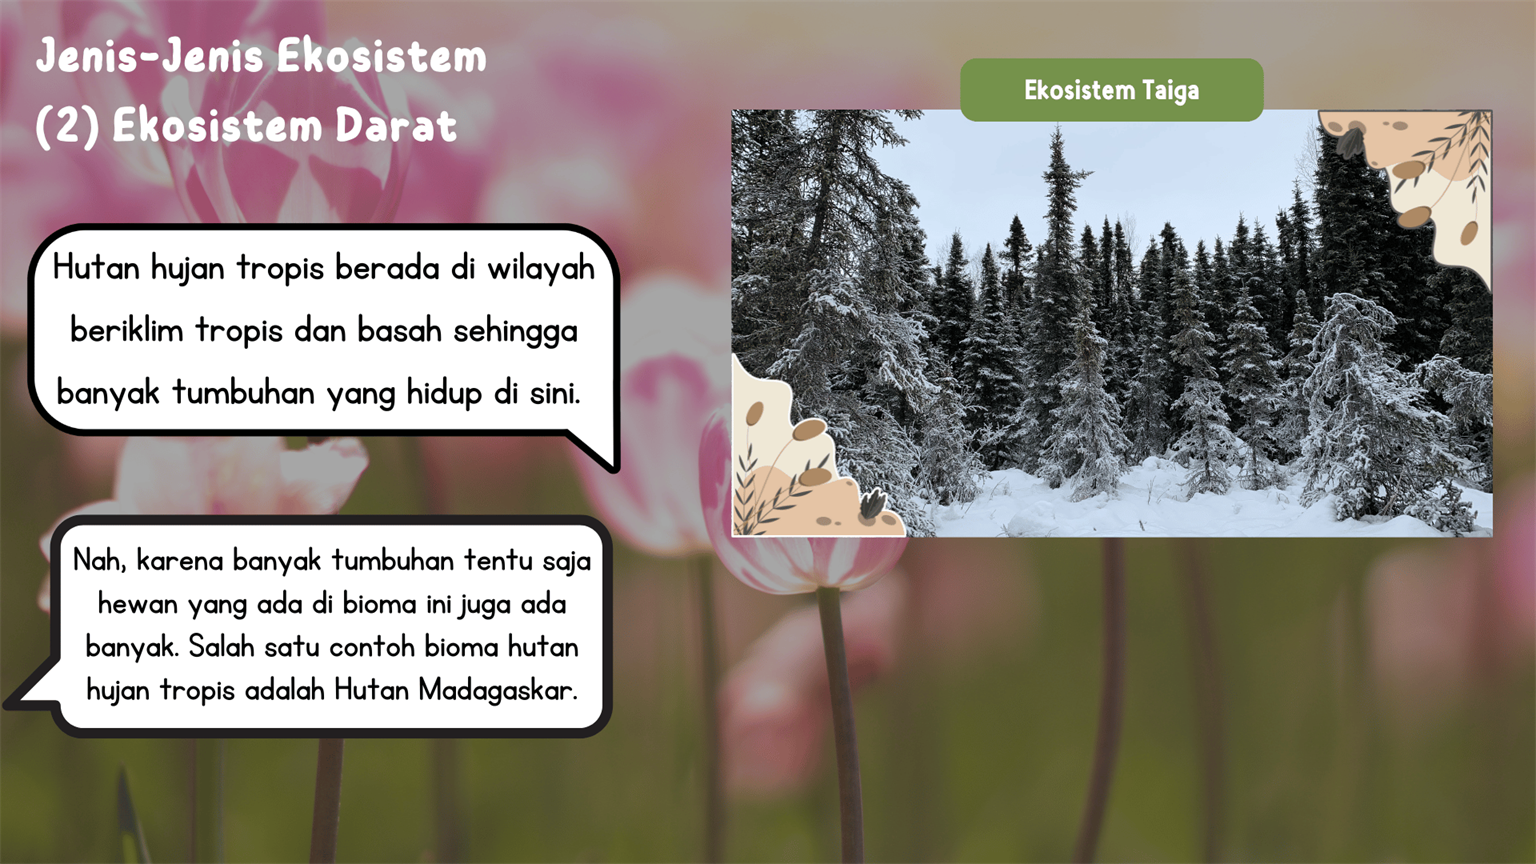 Jenis-Jenis Ekosistem
(2) Ekosistem Darat
Hutan hujan tropis berada di wilayah
beriklim tropis dan basah sehingga
banyak tumbuhan yang hidup di sini.
Nah, karena banyak tumbuhan tentu saja
hewan yang ada di bioma ini juga ada
banyak. Salah satu contoh bioma hutan
hujan tropis adalah Hutan Madagaskar.
Ekosistem Taiga